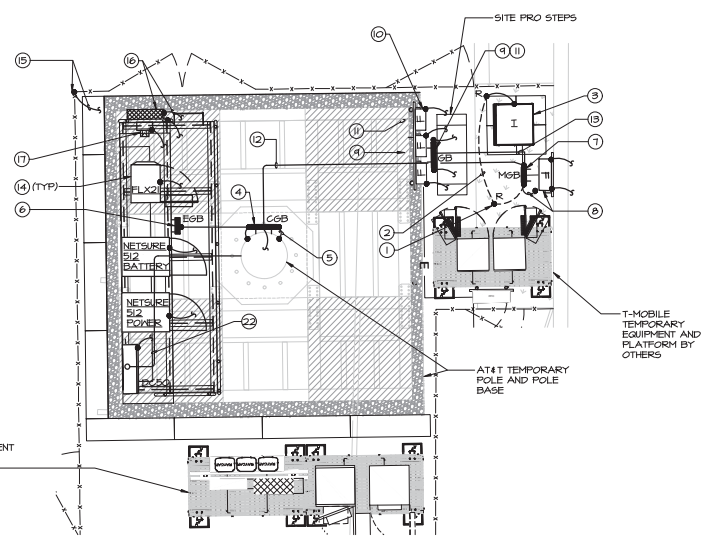 SITE PRO STEPS
10
9
11
15
16
R
3
I
13
11
12
9
7
GB
MGB
17
14 (TYP)
FLX21
4
6
EGB
CGB
2
R
8
1
5
NETSURE
512
BATTERY
E
NETSURE
512
POWER
22
T-MOBILE
TEMPORARY
EQUIPMENT AND
PLATFORM BY
OTHERS
DC50
AT&T TEMPORARY
POLE AND POLE
BASE
ENT